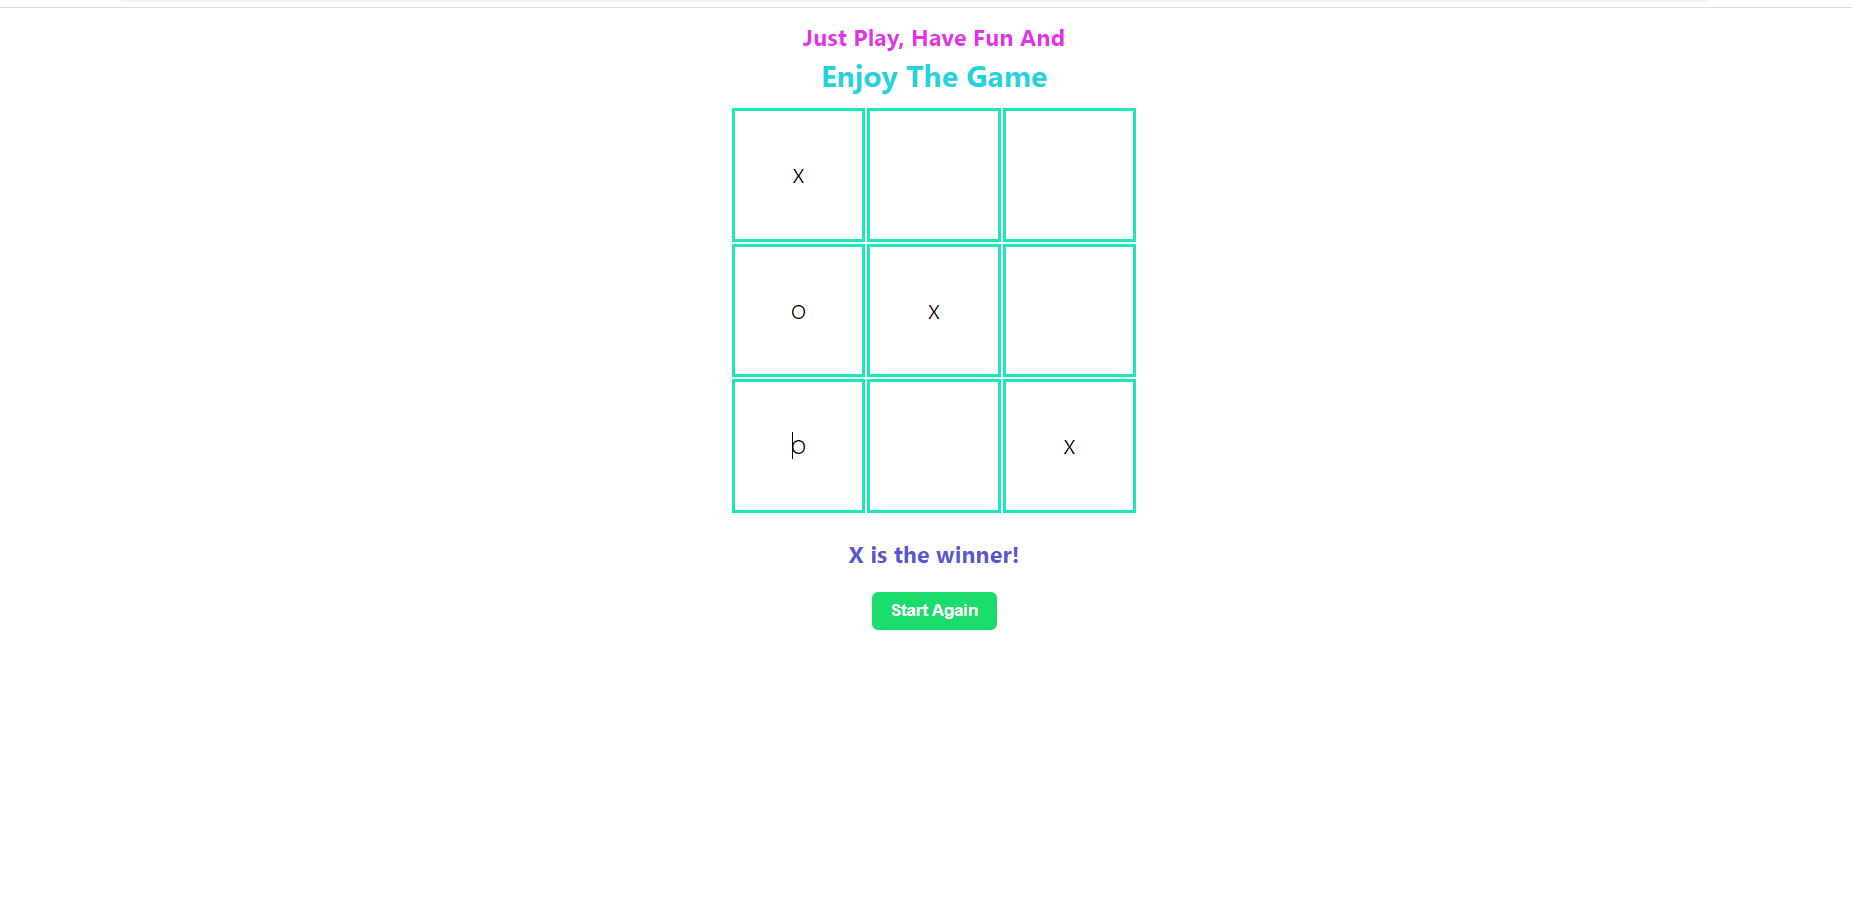 Just Play, Have Fun And
Enjoy The Game
X
O X
O X
X is the winner!
Start Again